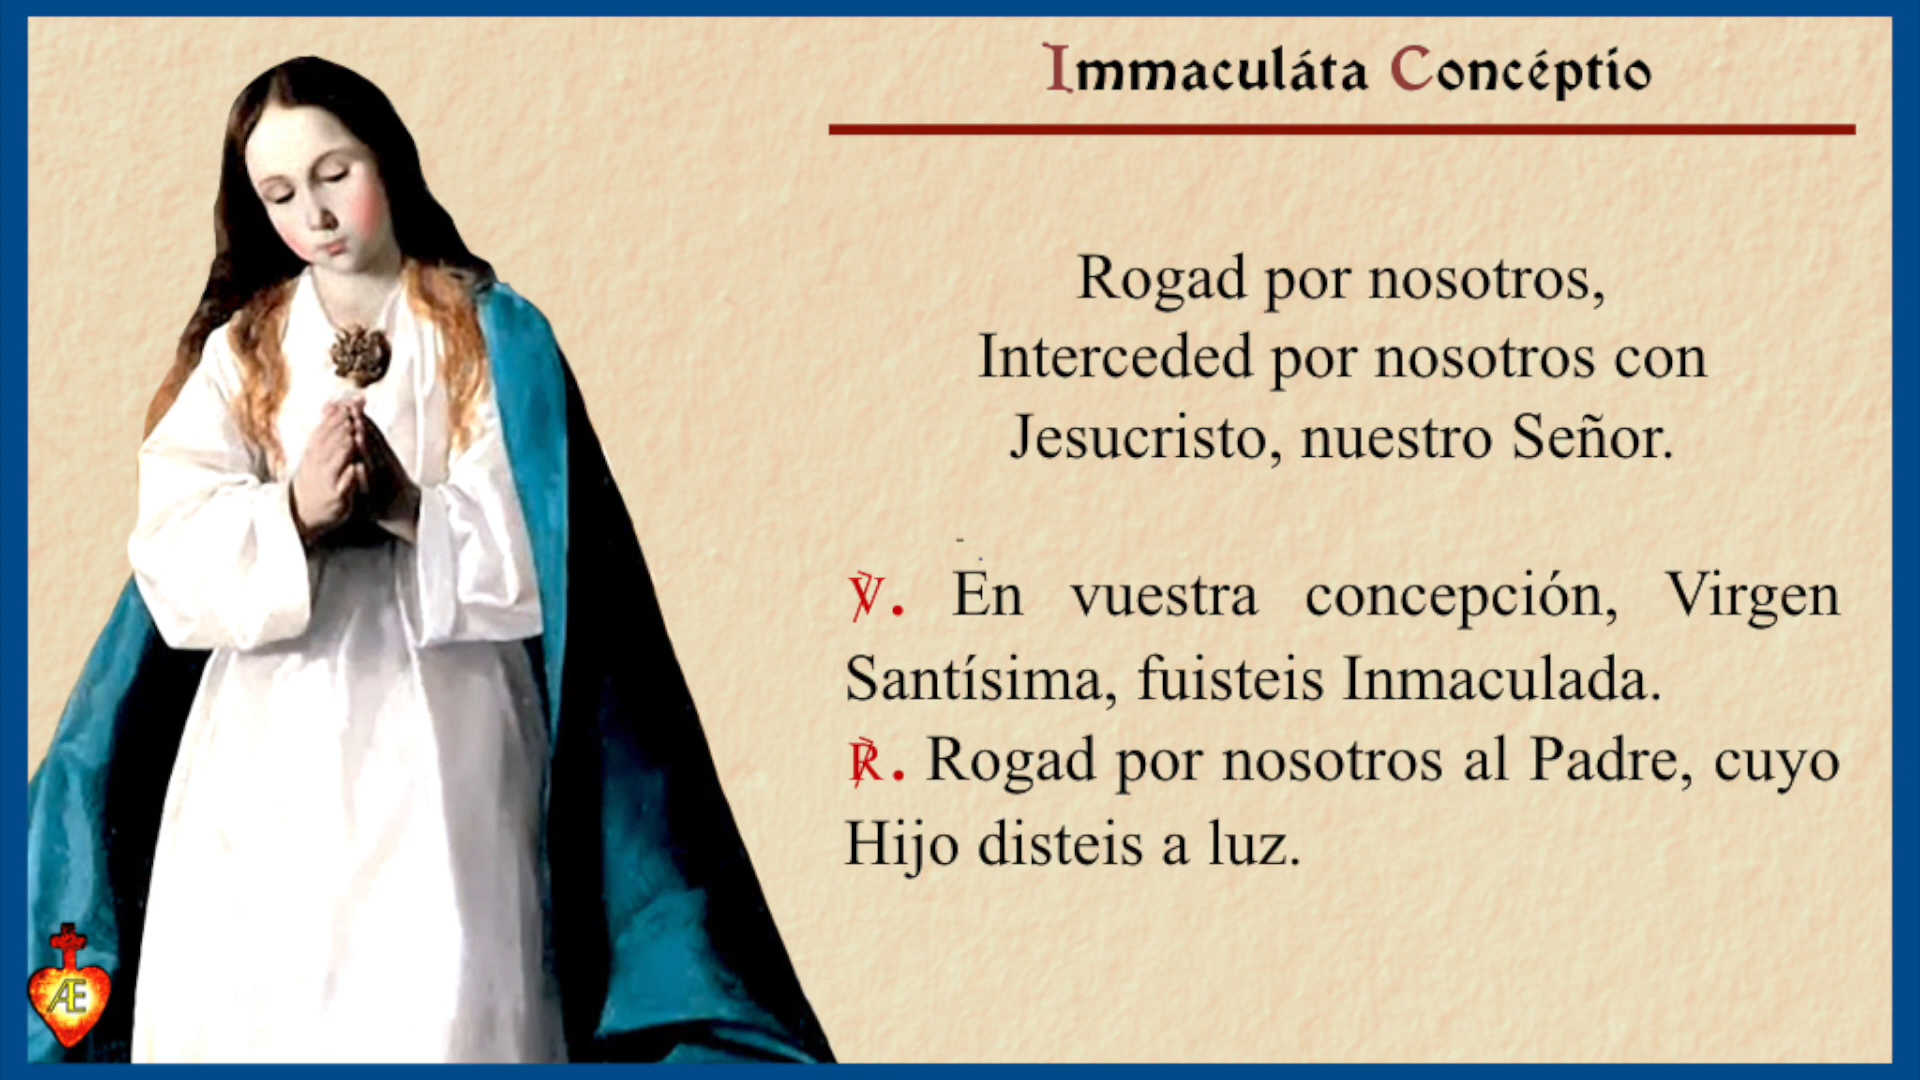 Immaculáta Concéptio
Rogad por nosotros,
Interceded por nosotros con
Jesucristo, nuestro Señor.
℣. En vuestra concepción, Virgen
Santísima, fuisteis Inmaculada.
℟. Rogad por nosotros al Padre, cuyo
Hijo disteis a luz.
Æ